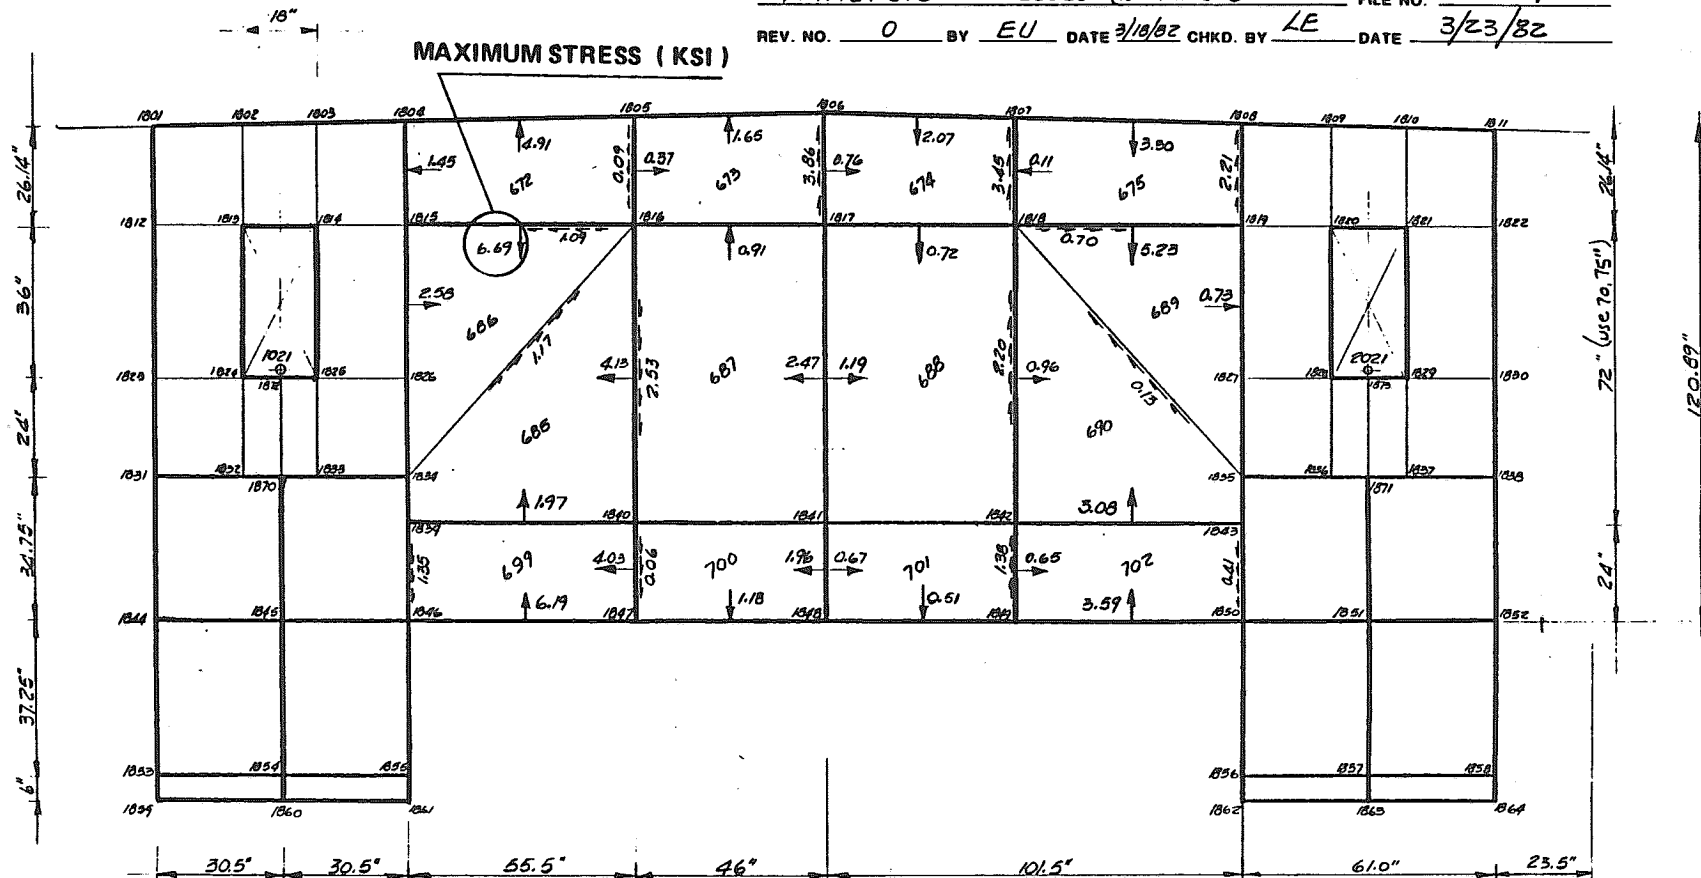 FILE NO.
REV. NO. 0 BY EU DATE 3/18/82 CHKD. BY LE DATE 3/23/82
18"
MAXIMUM STRESS ( KSI )
1801 1802 1803 1804 1805 1806 1807 1808 1809 1810 1811
26.14" 1.45 4.91 0.09 0.37 1.65 3.86 0.76 2.07 3.45 0.11 3.30 2.21 26.14"
672 673 674 675
1812 1813 1814 1815 1816 1817 1818 1819 1820 1821 1822
6.69 1.09 0.91 0.72 0.70 5.23
36" 2.58 686 689 0.73 72" (use 70.75")
1.17 4.13 2.53 687 2.47 1.19 688 2.20 0.96 0.13
1021 2021
1824 1825 1826 1827 1828 1829 1830
1872 1873
120.89"
24" 685 690
1831 1832 1833 1834 1835 1836 1837 1838
1870 1871
1.97 3.08
1839 1840 1841 1842 1843
34.75" 1.35 699 4.03 0.06 700 1.96 0.67 701 1.38 0.65 702 0.41 24"
6.19 1.18 0.51 3.59
1844 1845 1846 1847 1848 1849 1850 1851 1852
37.25"
1853 1854 1855 1856 1857 1858
6"
1859 1860 1861 1862 1863 1864
30.5" 30.5" 55.5" 46" 101.5" 61.0" 23.5"